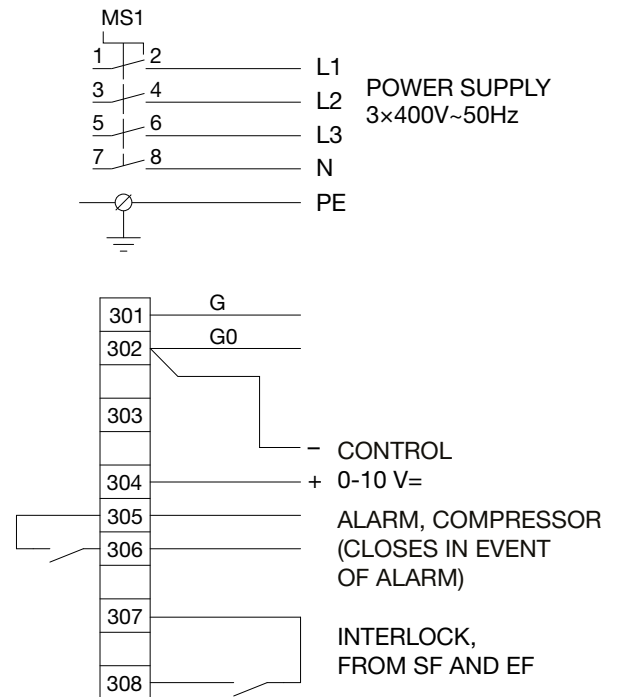 MS1
1 2 L1
3 4 L2
5 6 L3
7 8 N
PE
POWER SUPPLY
3×400V~50Hz
301 G
302 G0
303
– CONTROL
304 + 0-10 V=
305
306
ALARM, COMPRESSOR
(CLOSES IN EVENT
OF ALARM)
307
308
INTERLOCK,
FROM SF AND EF